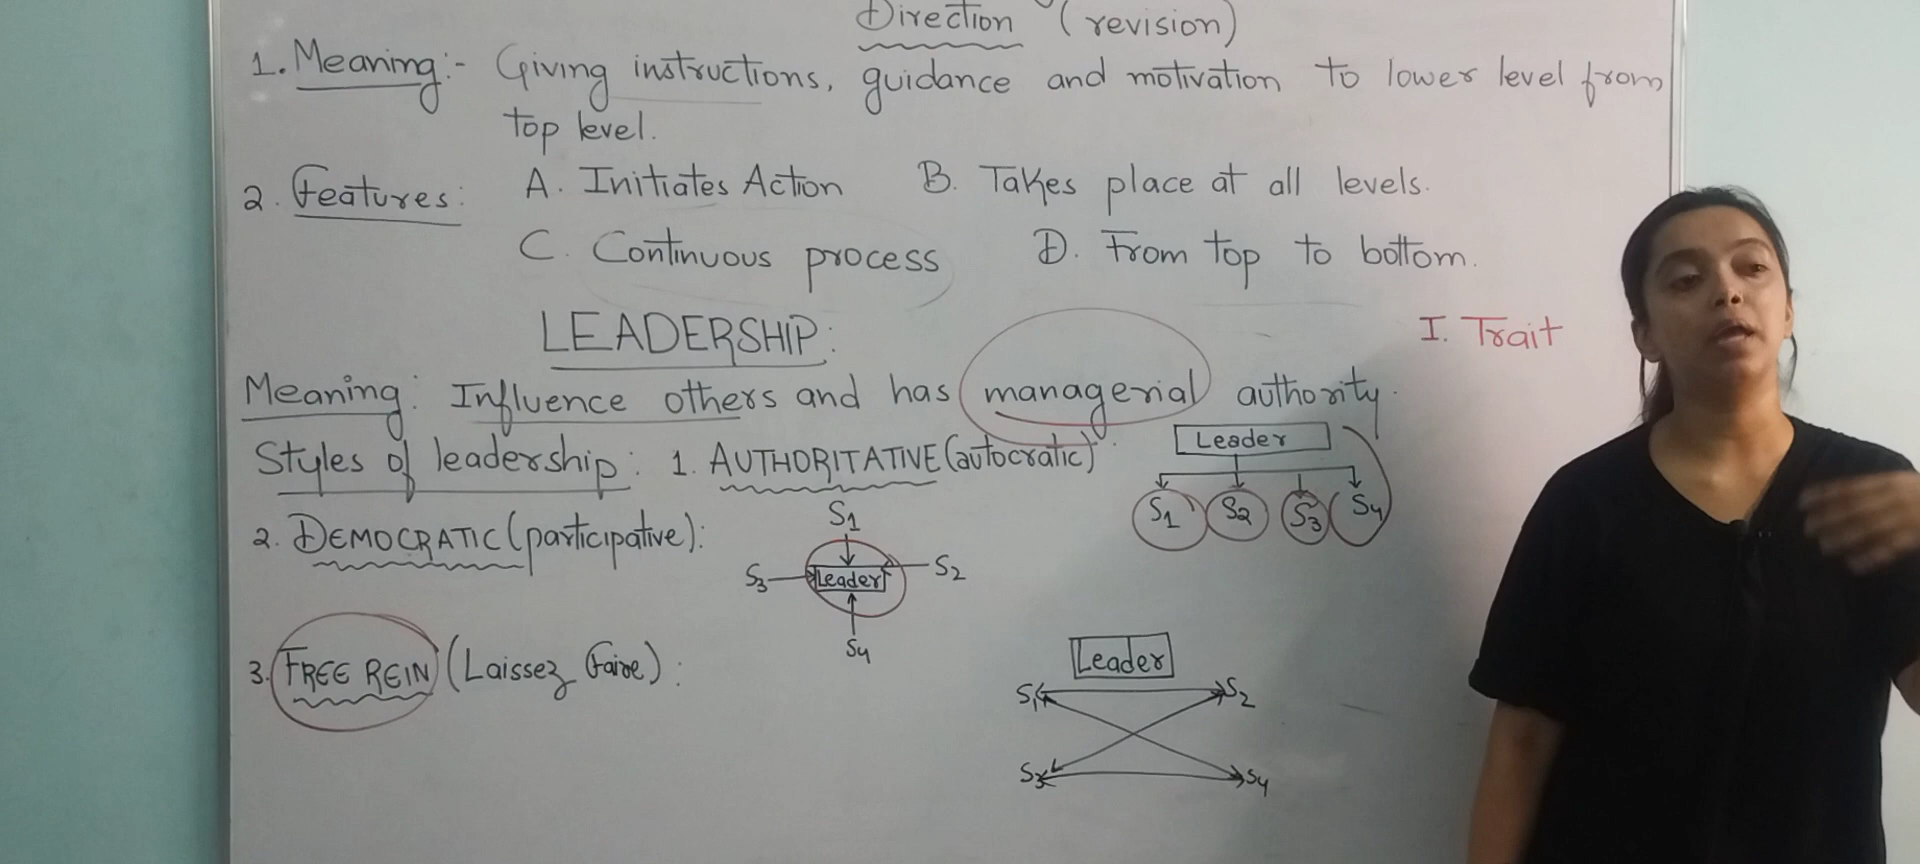 Direction (revision)
1. Meaning:- Giving instructions, guidance and motivation to lower level from
top level.
2. Features: A. Initiates Action B. Takes place at all levels.
C. Continuous process D. From top to bottom.
LEADERSHIP:
I. Trait
Meaning: Influence others and has managerial authority.
Styles of leadership: 1. AUTHORITATIVE (autocratic)
Leader
S1 S2 S3 S4
2. DEMOCRATIC (participative):
S1
S3 Leader S2
S4
3. FREE REIN (Laissez Faire):
Leader
S1 S2
S3 S4